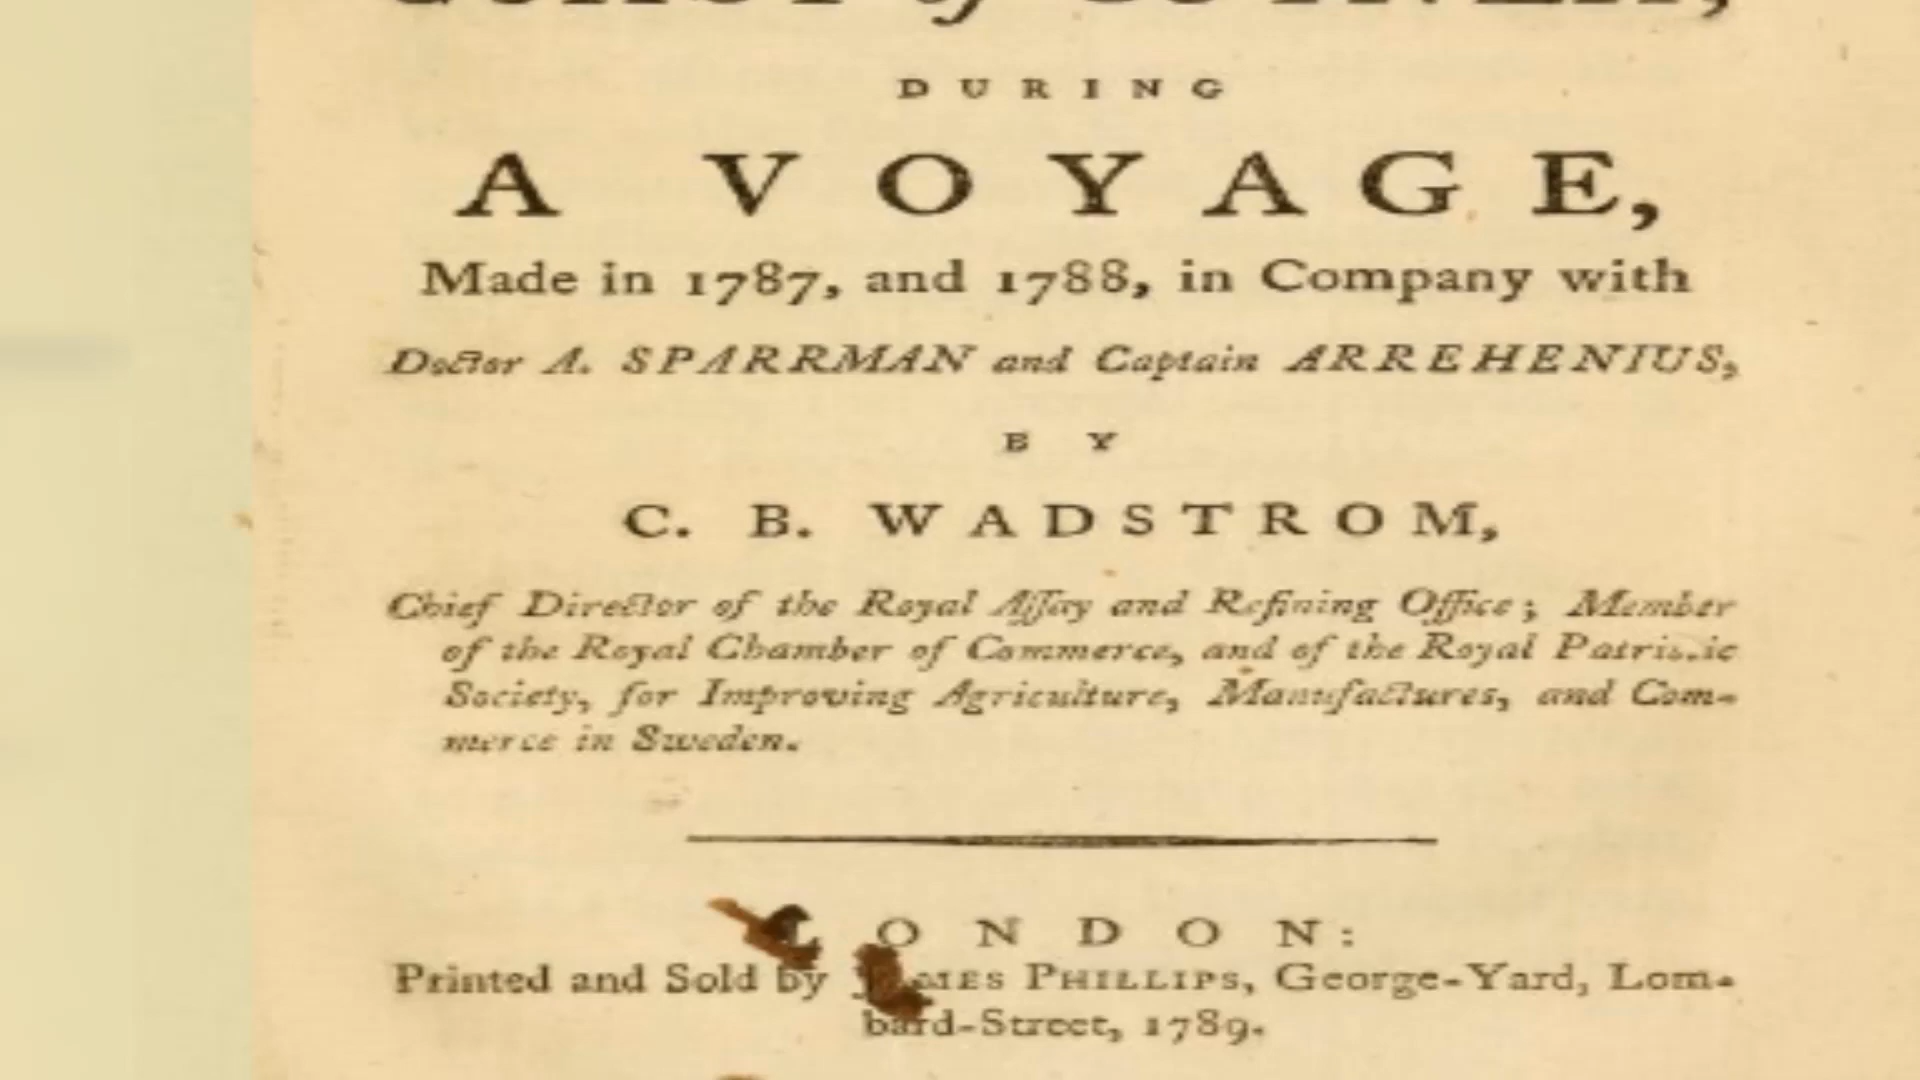 COAST of GUINEA,
DURING
A VOYAGE,
Made in 1787, and 1788, in Company with
Doctor A. SPARRMAN and Captain ARREHENIUS,
BY
C. B. WADSTROM,
Chief Director of the Royal Assay and Refining Office; Member
of the Royal Chamber of Commerce, and of the Royal Patriotic
Society, for Improving Agriculture, Manufactures, and Com-
merce in Sweden.
LONDON:
Printed and Sold by JAMES PHILLIPS, George-Yard, Lom-
bard-Street, 1789.